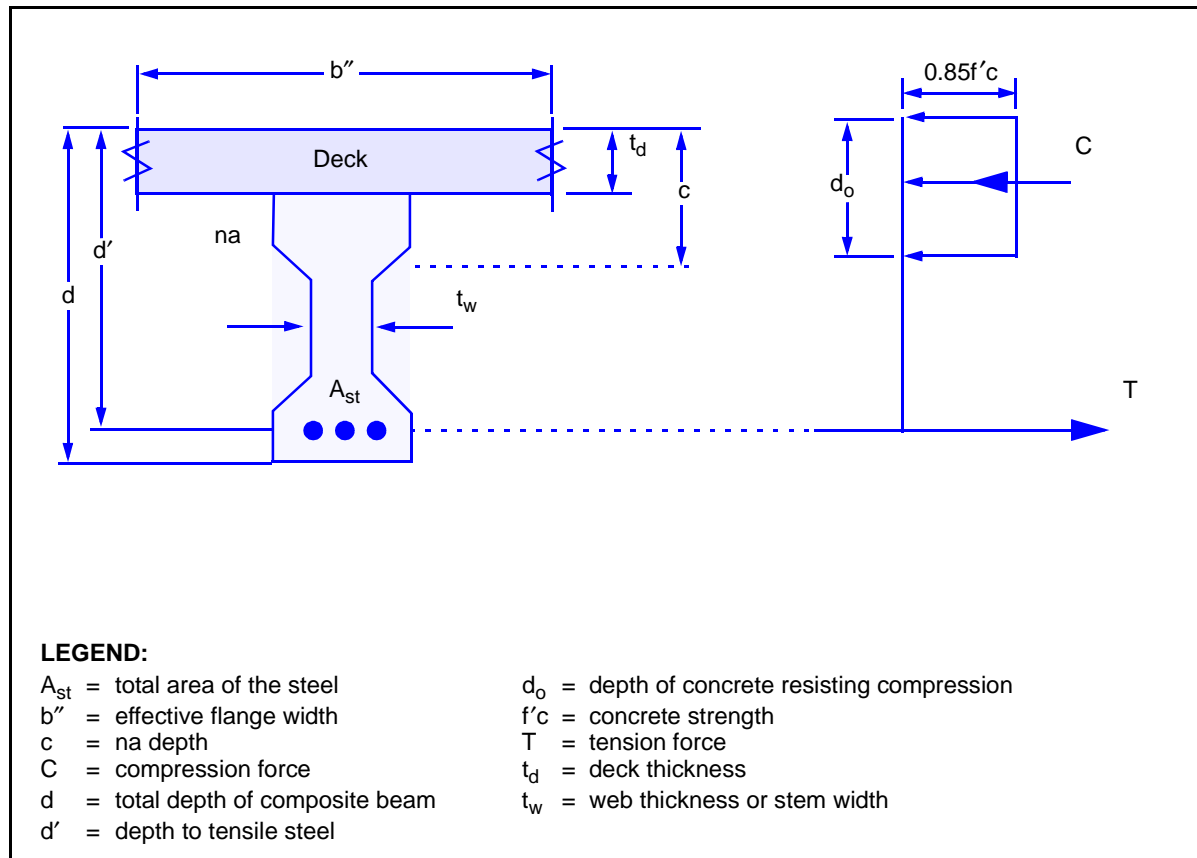 b″
0.85f′c
Deck
t_d
C
c
d_o
na
d′
d
t_w
A_st
T
LEGEND:
A_st = total area of the steel
b″ = effective flange width
c = na depth
C = compression force
d = total depth of composite beam
d′ = depth to tensile steel
d_o = depth of concrete resisting compression
f′c = concrete strength
T = tension force
t_d = deck thickness
t_w = web thickness or stem width